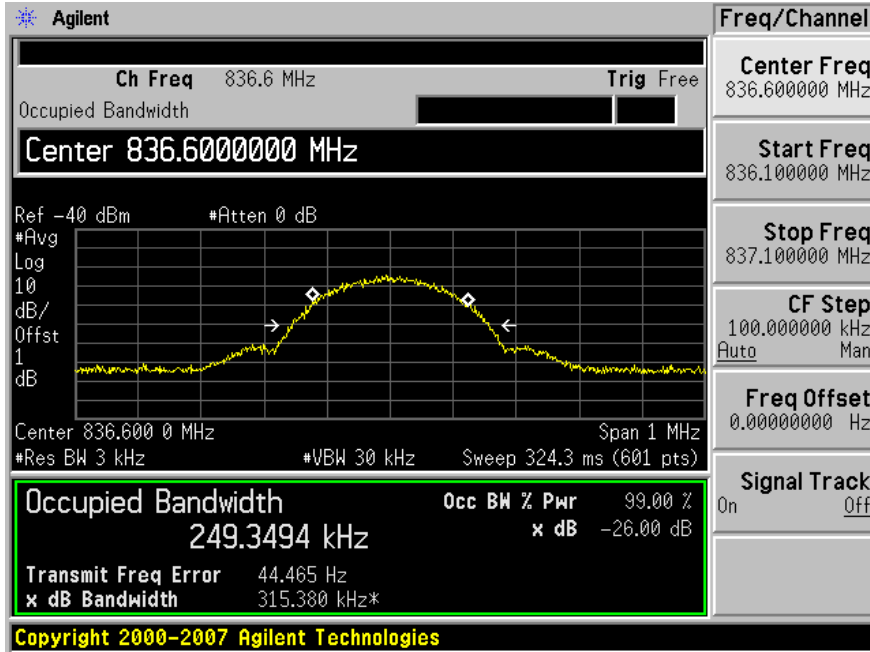 Agilent
Freq/Channel
Ch Freq 836.6 MHz Trig Free
Occupied Bandwidth
Center 836.6000000 MHz
Ref -40 dBm #Atten 0 dB
#Avg
Log
10
dB/
Offst
1
dB
Center 836.600 0 MHz Span 1 MHz
#Res BW 3 kHz #VBW 30 kHz Sweep 324.3 ms (601 pts)
Occupied Bandwidth Occ BW % Pwr 99.00 %
249.3494 kHz x dB -26.00 dB
Transmit Freq Error 44.465 Hz
x dB Bandwidth 315.380 kHz*
Copyright 2000-2007 Agilent Technologies
Center Freq
836.600000 MHz
Start Freq
836.100000 MHz
Stop Freq
837.100000 MHz
CF Step
100.000000 kHz
Auto Man
Freq Offset
0.00000000 Hz
Signal Track
On Off